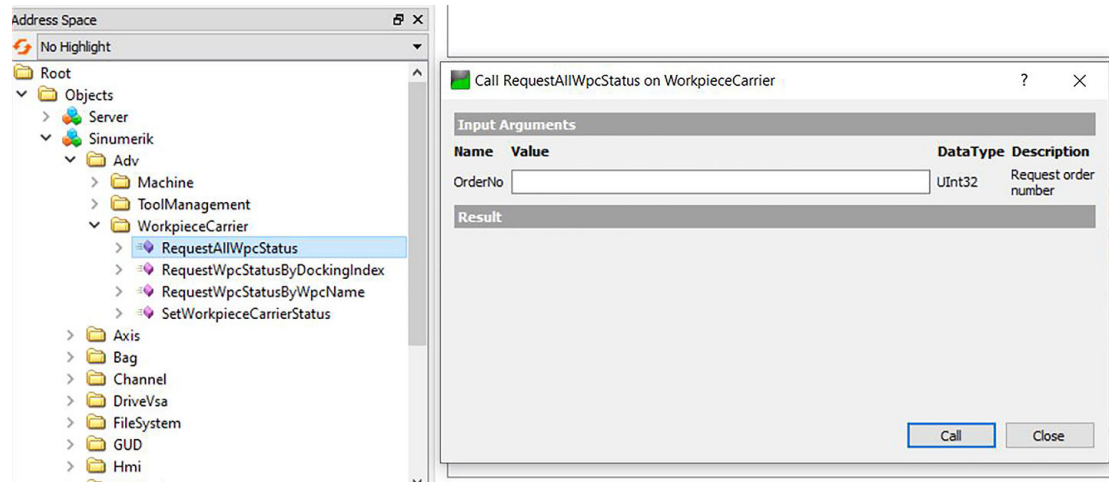 Address Space
No Highlight
Root
Objects
Server
Sinumerik
Adv
Machine
ToolManagement
WorkpieceCarrier
RequestAllWpcStatus
RequestWpcStatusByDockingIndex
RequestWpcStatusByWpcName
SetWorkpieceCarrierStatus
Axis
Bag
Channel
DriveVsa
FileSystem
GUD
Hmi
Call RequestAllWpcStatus on WorkpieceCarrier ?
Input Arguments
Name Value DataType Description
OrderNo UInt32 Request order
number
Result
Call Close